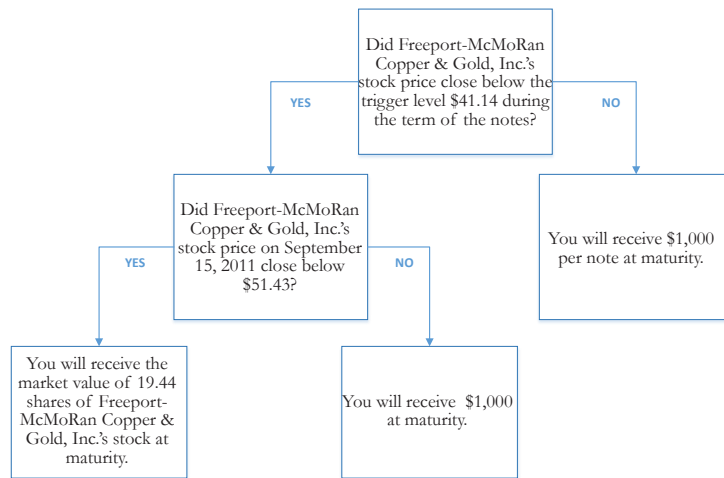 Did Freeport-McMoRan
Copper & Gold, Inc.'s
stock price close below the
trigger level $41.14 during
the term of the notes?
YES
NO
Did Freeport-McMoRan
Copper & Gold, Inc.'s
stock price on September
15, 2011 close below
$51.43?
You will receive $1,000
per note at maturity.
YES
NO
You will receive the
market value of 19.44
shares of Freeport-
McMoRan Copper &
Gold, Inc.'s stock at
maturity.
You will receive $1,000
at maturity.